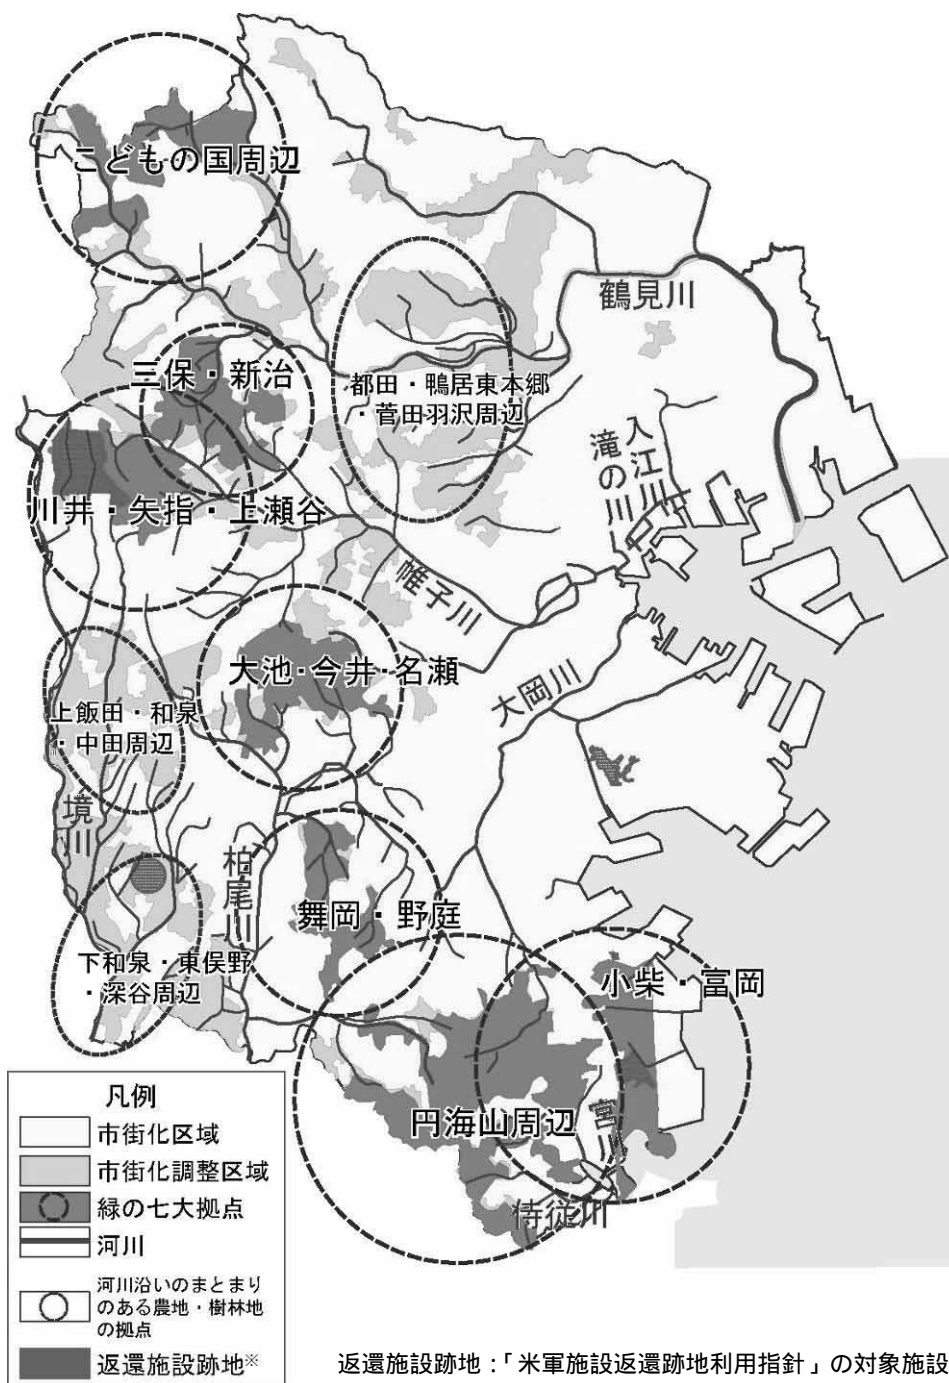 こどもの国周辺
鶴見川
三保・新治
都田・鴨居東本郷
・菅田羽沢周辺
入江川
滝の川
川井・矢指・上瀬谷
帷子川
大池・今井・名瀬
大岡川
上飯田・和泉
・中田周辺
境川
柏尾川
舞岡・野庭
下和泉・東俣野
・深谷周辺
小柴・富岡
円海山周辺
宮川
侍従川
凡例
市街化区域
市街化調整区域
緑の七大拠点
河川
河川沿いのまとまり
のある農地・樹林地
の拠点
返還施設跡地※
返還施設跡地：「米軍施設返還跡地利用指針」の対象施設